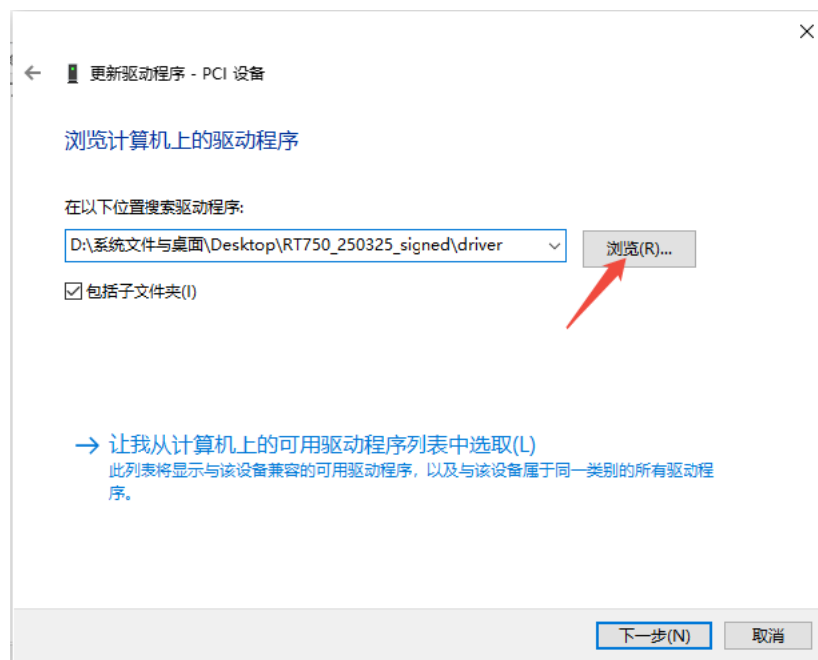 更新驱动程序 - PCI 设备
浏览计算机上的驱动程序
在以下位置搜索驱动程序:
D:\系统文件与桌面\Desktop\RT750_250325_signed\driver
浏览(R)...
包括子文件夹(I)
让我从计算机上的可用驱动程序列表中选取(L)
此列表将显示与该设备兼容的可用驱动程序，以及与该设备属于同一类别的所有驱动程
序。
下一步(N)
取消